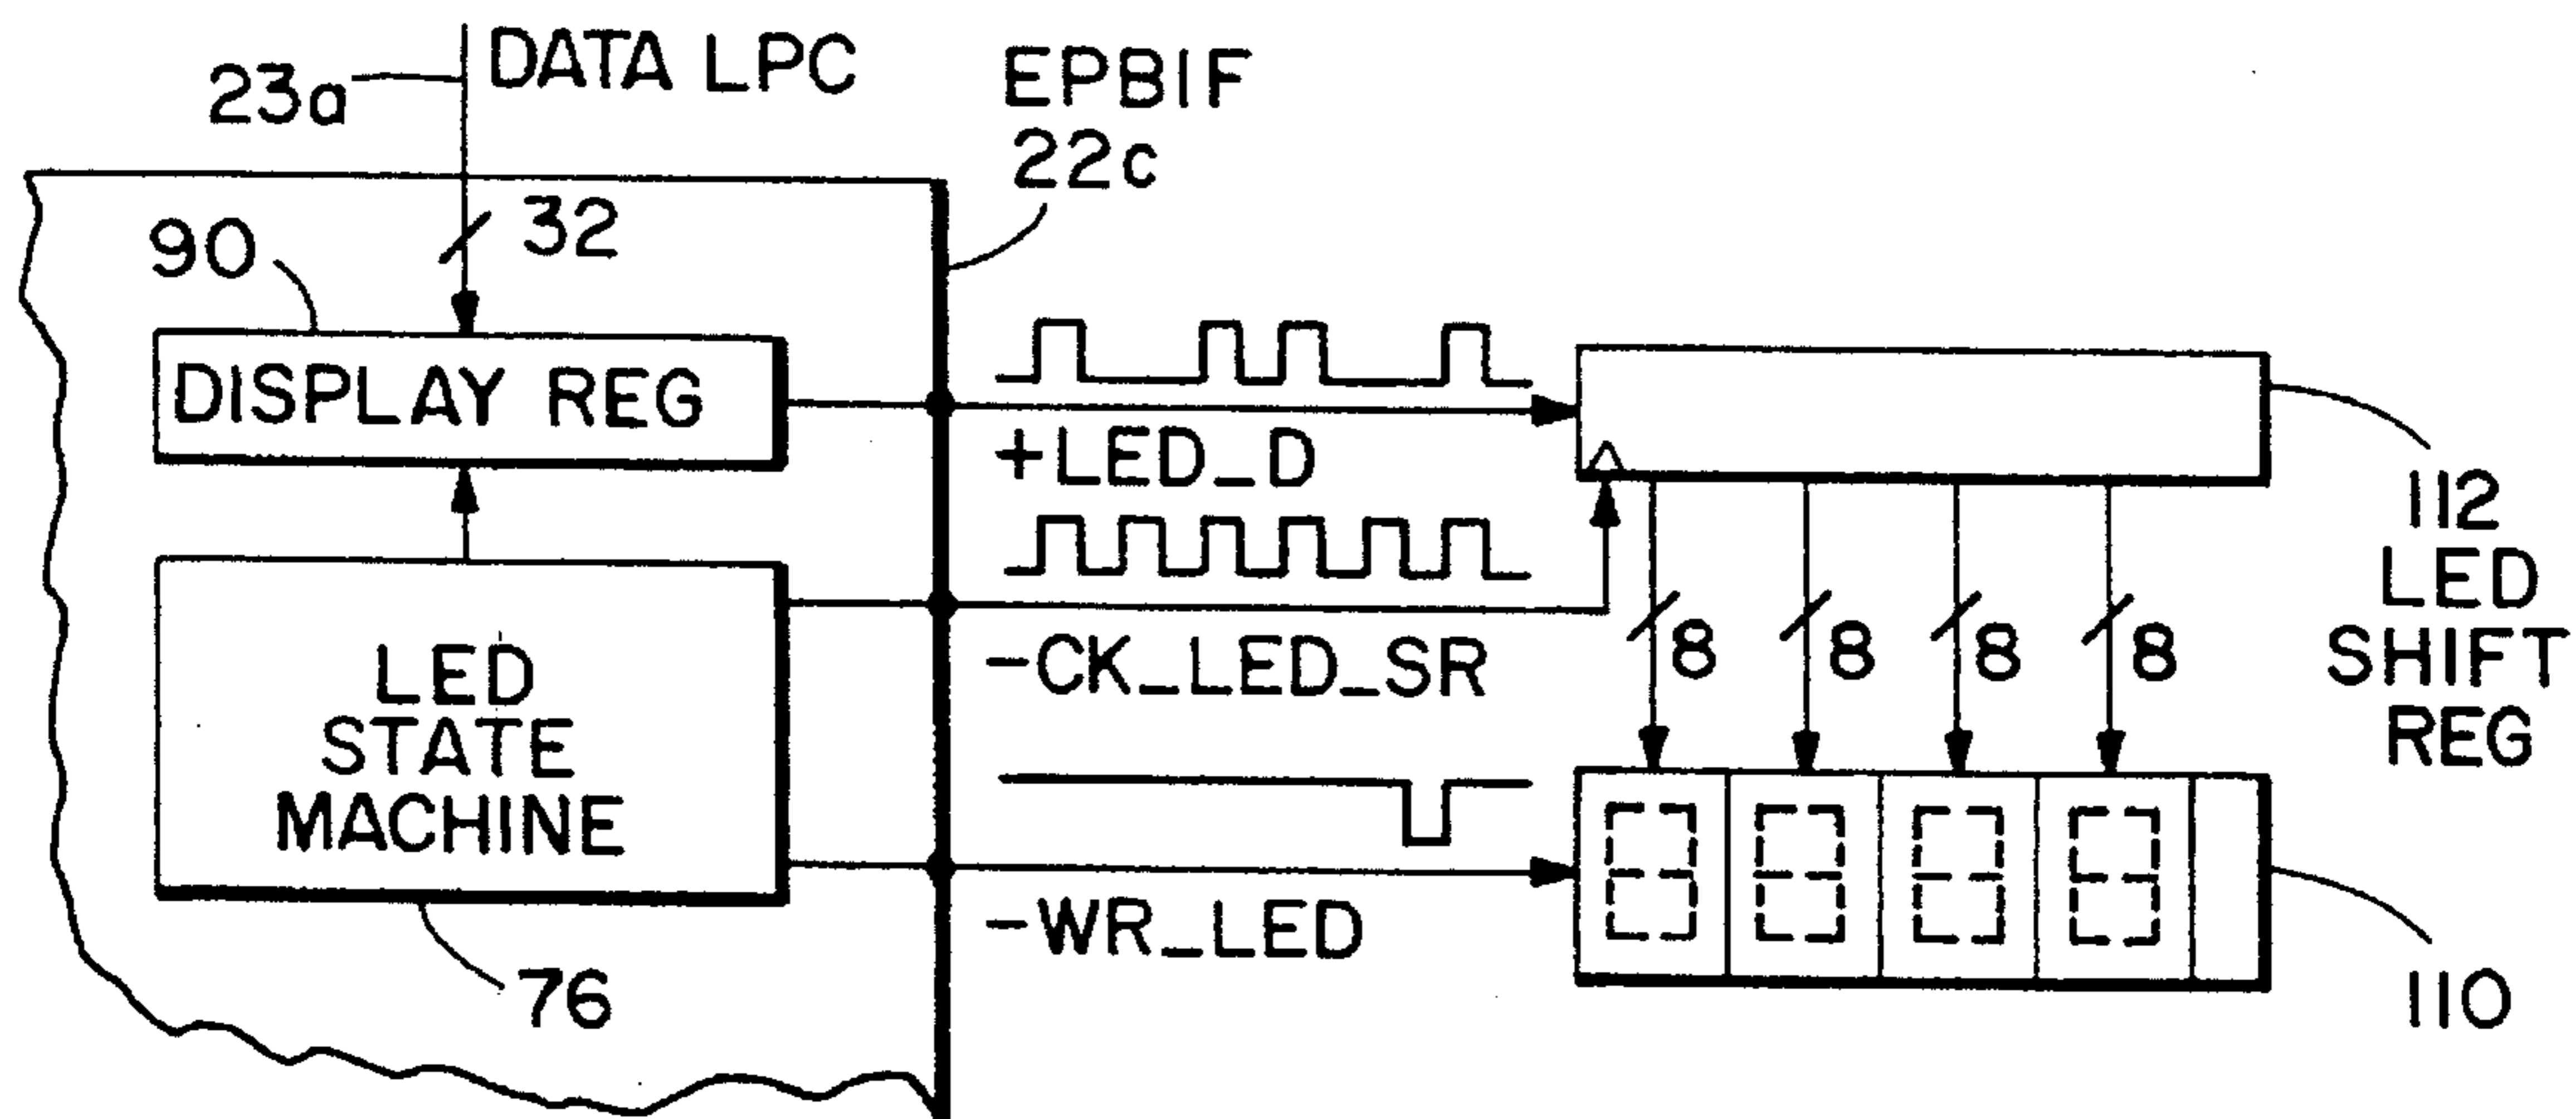 23a
DATA LPC
EPBIF
22c
32
90
DISPLAY REG
+LED_D
112
LED
SHIFT
REG
LED
STATE
MACHINE
-CK_LED_SR
8
8
8
8
-WR_LED
76
110